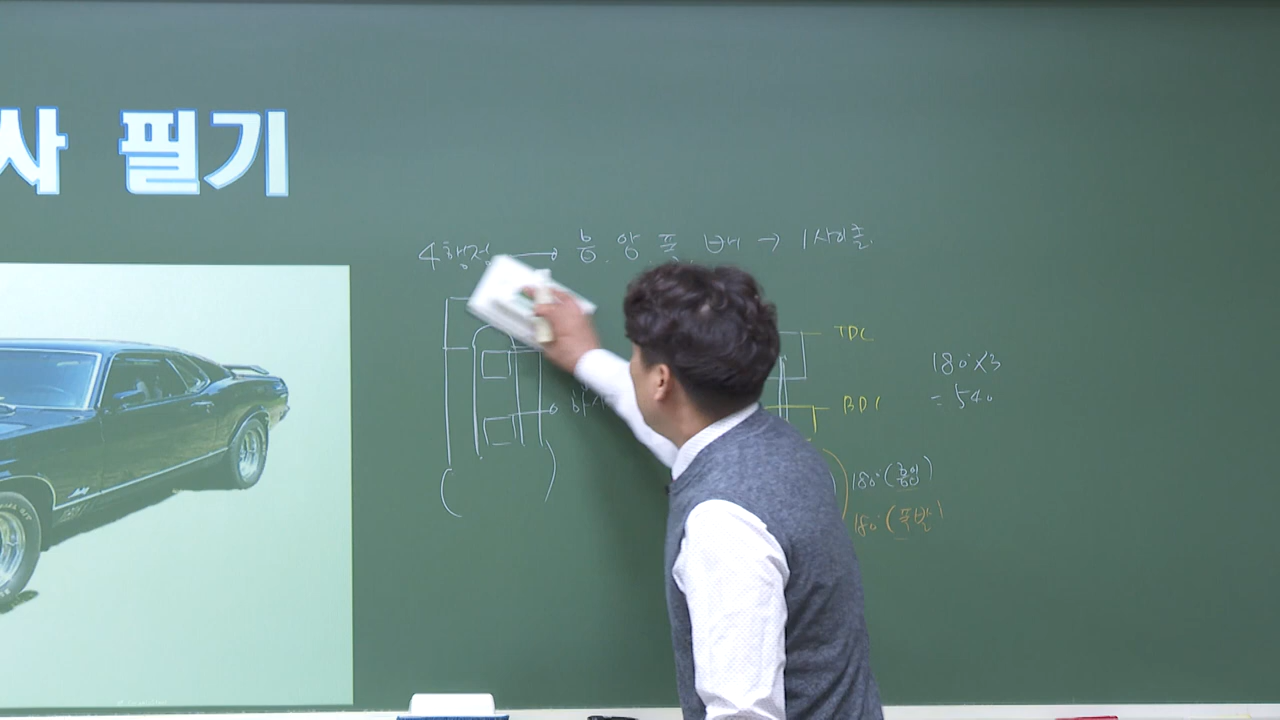 사 필기
4행정 → 흡. 압. 폭. 배 → 1사이클
TDC
180° x 3
BDC
= 540
180° (흡입)
180° (폭발)